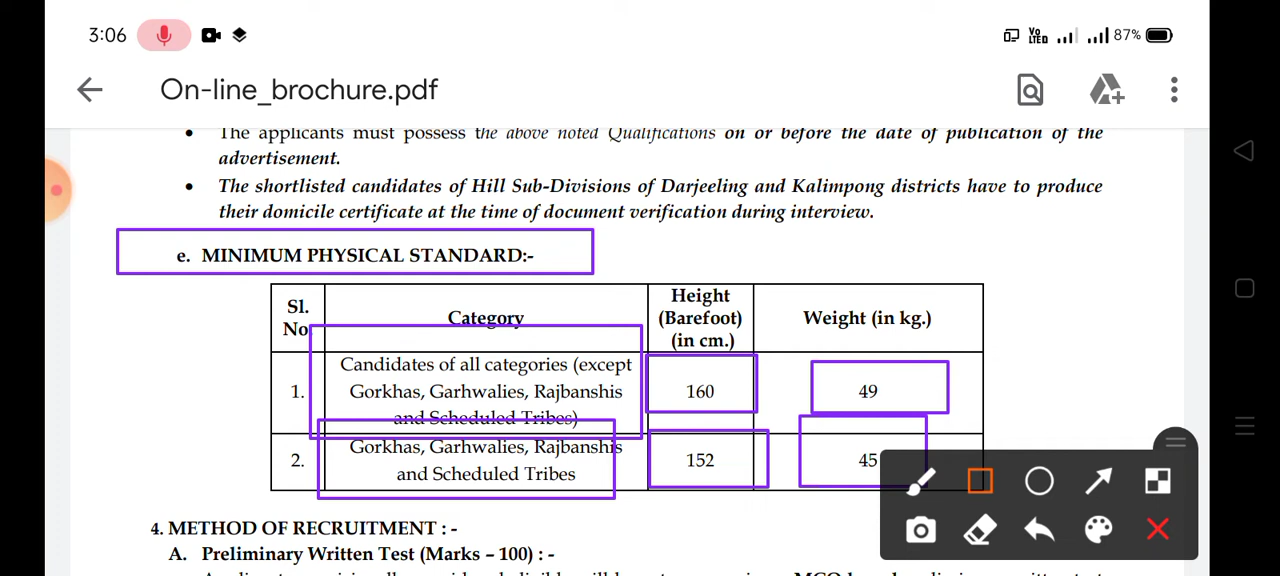 3:06
Vo LTED
87%
On-line_brochure.pdf
• The applicants must possess the above noted Qualifications on or before the date of publication of the
advertisement.
• The shortlisted candidates of Hill Sub-Divisions of Darjeeling and Kalimpong districts have to produce
their domicile certificate at the time of document verification during interview.
e. MINIMUM PHYSICAL STANDARD:-
Sl. No
Category
Height (Barefoot) (in cm.)
Weight (in kg.)
1.
Candidates of all categories (except
Gorkhas, Garhwalies, Rajbanshis
and Scheduled Tribes)
160
49
2.
Gorkhas, Garhwalies, Rajbanshis
and Scheduled Tribes
152
45
4. METHOD OF RECRUITMENT : -
A. Preliminary Written Test (Marks – 100) : -